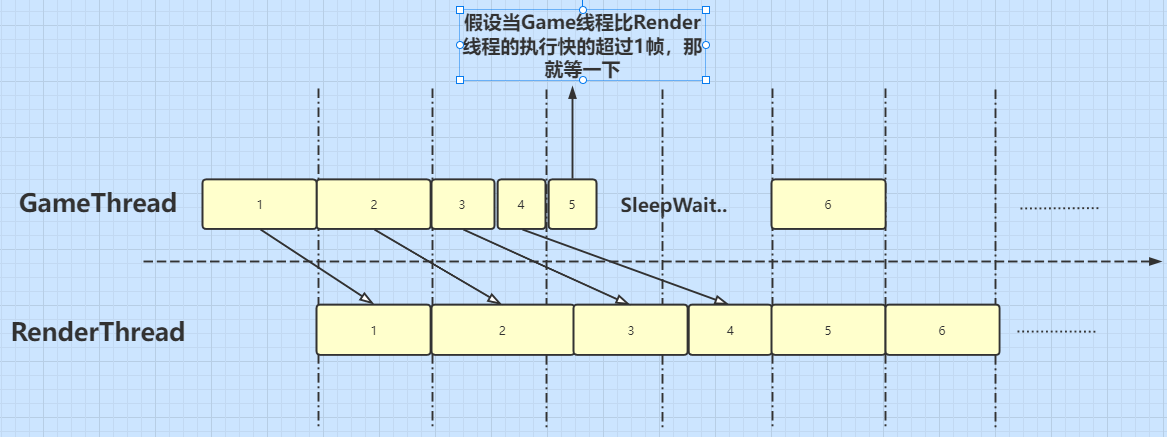 假设当Game线程比Render
线程的执行快的超过1帧，那
就等一下
GameThread
1
2
3
4
5
SleepWait..
6
RenderThread
1
2
3
4
5
6